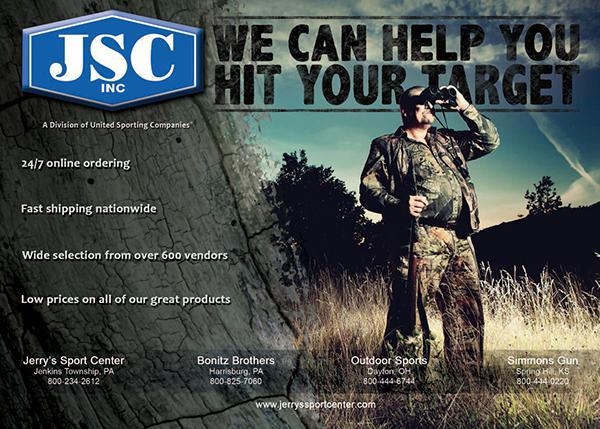 JSC
INC
WE CAN HELP YOU
HIT YOUR TARGET
A Division of United Sporting Companies®
24/7 online ordering
Fast shipping nationwide
Wide selection from over 600 vendors
Low prices on all of our great products
Jerry's Sport Center
Jenkins Township, PA
800-234-2612
Bonitz Brothers
Harrisburg, PA
800-825-7060
Outdoor Sports
Dayton, OH
800-444-6744
Simmons Gun
Spring Hill, KS
800-444-0220
www.jerryssportcenter.com